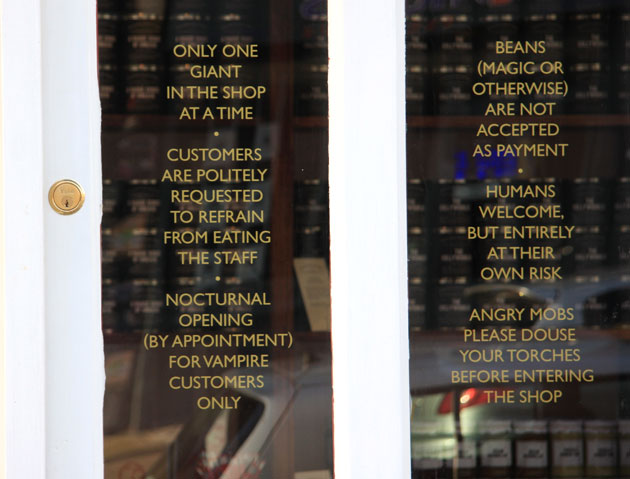 ONLY ONE
GIANT
IN THE SHOP
AT A TIME
•
CUSTOMERS
ARE POLITELY
REQUESTED
TO REFRAIN
FROM EATING
THE STAFF
•
NOCTURNAL
OPENING
(BY APPOINTMENT)
FOR VAMPIRE
CUSTOMERS
ONLY
BEANS
(MAGIC OR
OTHERWISE)
ARE NOT
ACCEPTED
AS PAYMENT
•
HUMANS
WELCOME,
BUT ENTIRELY
AT THEIR
OWN RISK
•
ANGRY MOBS
PLEASE DOUSE
YOUR TORCHES
BEFORE ENTERING
THE SHOP